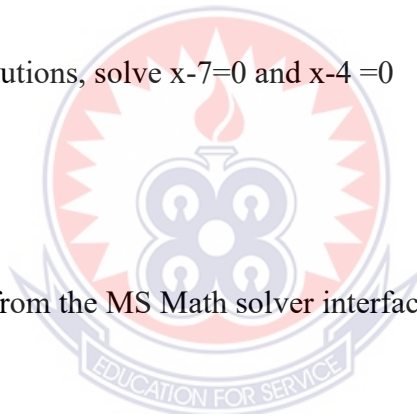 utions, solve x-7=0 and x-4 =0
from the MS Math solver interfac
EDUCATION FOR SERVICE